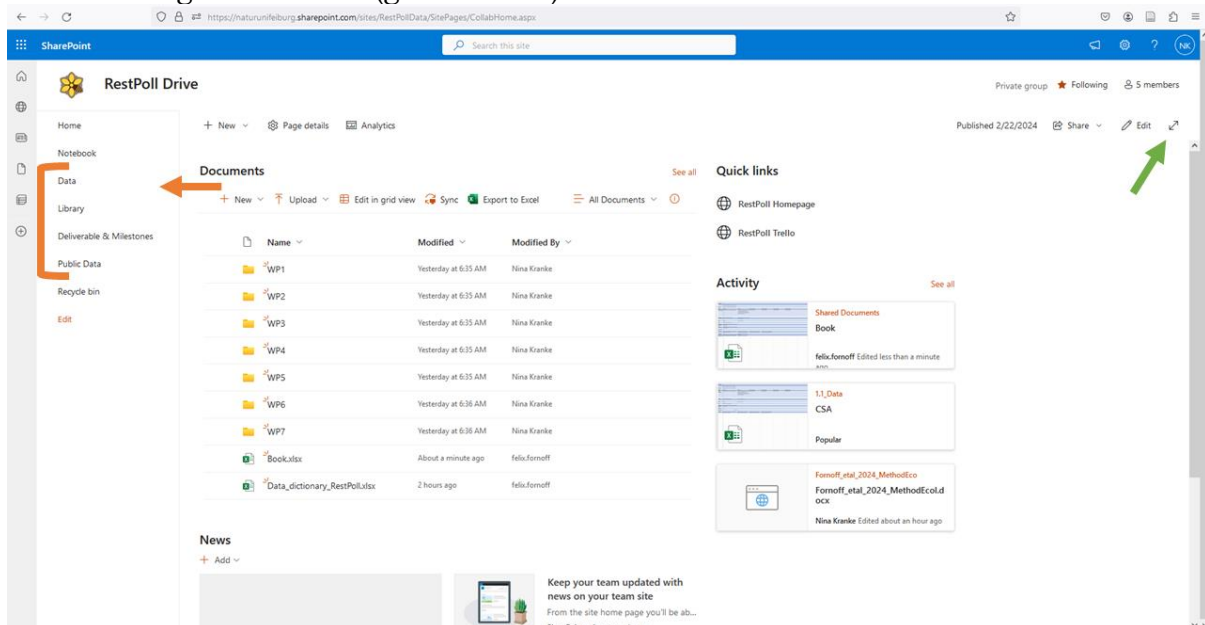 https://naturunifeiburg.sharepoint.com/sites/RestPollData/SitePages/CollabHome.aspx
SharePoint
Search this site
NK
RestPoll Drive
Private group
Following
5 members
Home
Notebook
Data
Library
Deliverable & Milestones
Public Data
Recycle bin
Edit
+ New
Page details
Analytics
Published 2/22/2024
Share
Edit
Documents
See all
+ New
Upload
Edit in grid view
Sync
Export to Excel
All Documents
Name
Modified
Modified By
WP1 Yesterday at 6:35 AM Nina Kranke
WP2 Yesterday at 6:35 AM Nina Kranke
WP3 Yesterday at 6:35 AM Nina Kranke
WP4 Yesterday at 6:35 AM Nina Kranke
WP5 Yesterday at 6:35 AM Nina Kranke
WP6 Yesterday at 6:36 AM Nina Kranke
WP7 Yesterday at 6:36 AM Nina Kranke
Book.xlsx About a minute ago felix.fornoff
Data_dictionary_RestPoll.xlsx 2 hours ago felix.fornoff
News
+ Add
Keep your team updated with
news on your team site
From the site home page you'll be ab...
Quick links
RestPoll Homepage
RestPoll Trello
Activity
See all
Shared Documents
Book
felix.fornoff Edited less than a minute
1.1_Data
CSA
Popular
Fornoff_etal_2024_MethodEco
Fornoff_etal_2024_MethodEcol.d
ocx
Nina Kranke Edited about an hour ago